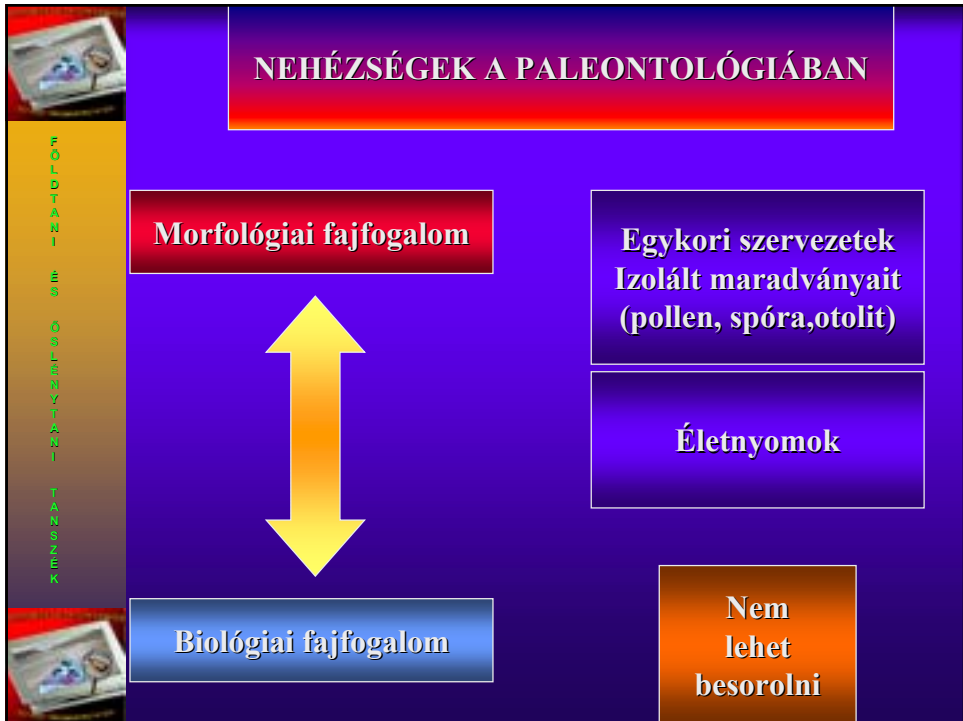 NEHÉZSÉGEK A PALEONTOLÓGIÁBAN
FÖLDTANI ÉS ŐSLÉNYTANI TANSZÉK
Morfológiai fajfogalom
Biológiai fajfogalom
Egykori szervezetek
Izolált maradványait
(pollen, spóra,otolit)
Életnyomok
Nem
lehet
besorolni